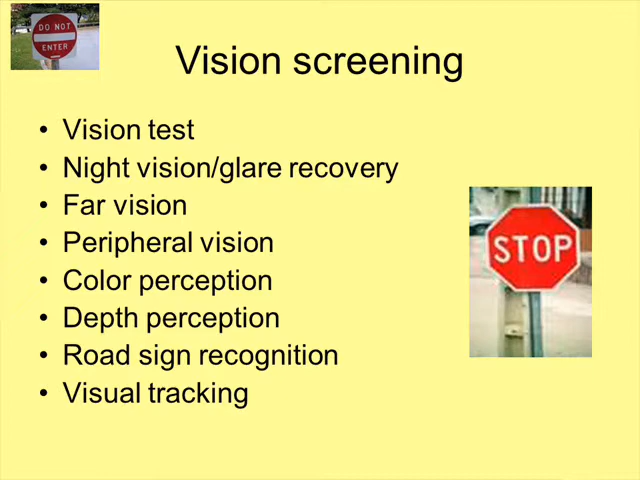 DO NOT
ENTER
Vision screening
• Vision test
• Night vision/glare recovery
• Far vision
• Peripheral vision
• Color perception
• Depth perception
• Road sign recognition
• Visual tracking
STOP